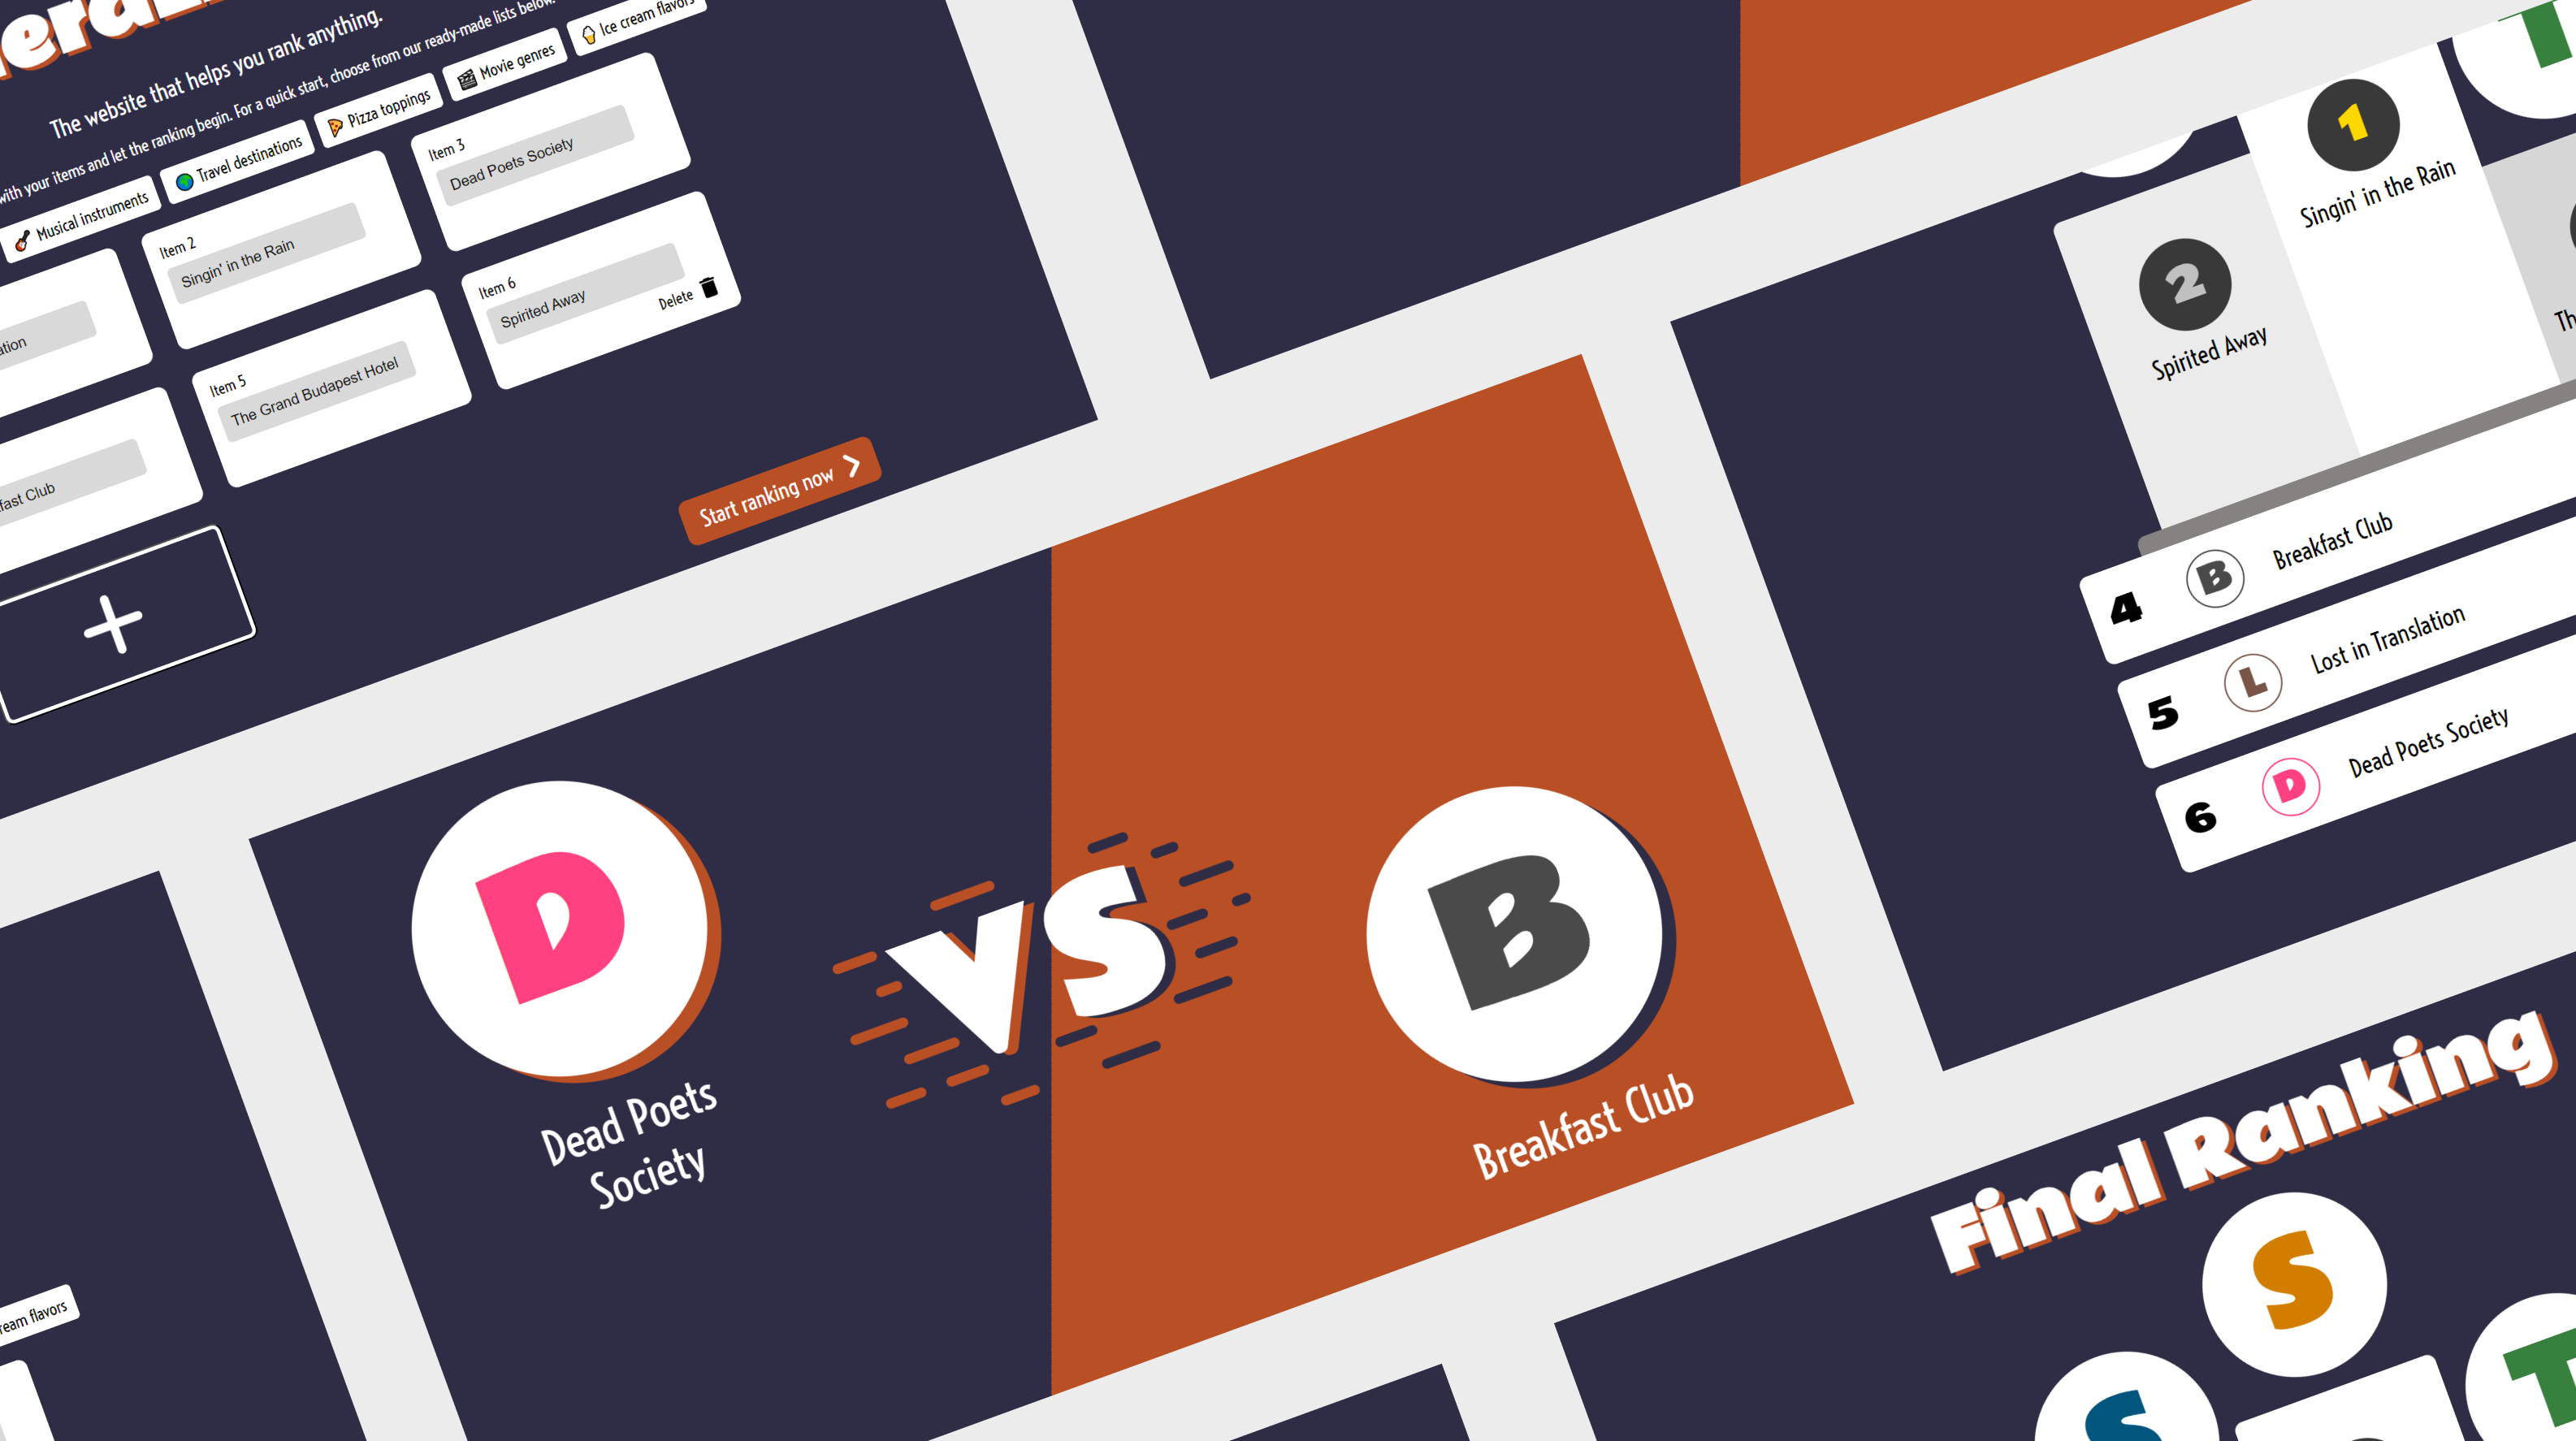 The website that helps you rank anything.
with your items and let the ranking begin. For a quick start, choose from our ready-made lists below.
Musical instruments
Travel destinations
Pizza toppings
Movie genres
Ice cream flavors
Item 2
Singin' in the Rain
Item 3
Dead Poets Society
Item 5
The Grand Budapest Hotel
Item 6
Spirited Away
Delete
Club
Start ranking now
D
Dead Poets
Society
VS
B
Breakfast Club
flavors
1
Singin' in the Rain
2
Spirited Away
4
B
Breakfast Club
5
L
Lost in Translation
6
D
Dead Poets Society
Final Ranking
S
S
T